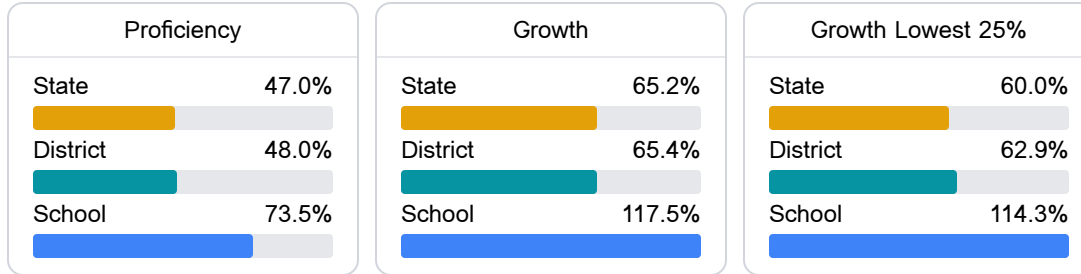 Proficiency
State 47.0%
District 48.0%
School 73.5%
Growth
State 65.2%
District 65.4%
School 117.5%
Growth Lowest 25%
State 60.0%
District 62.9%
School 114.3%